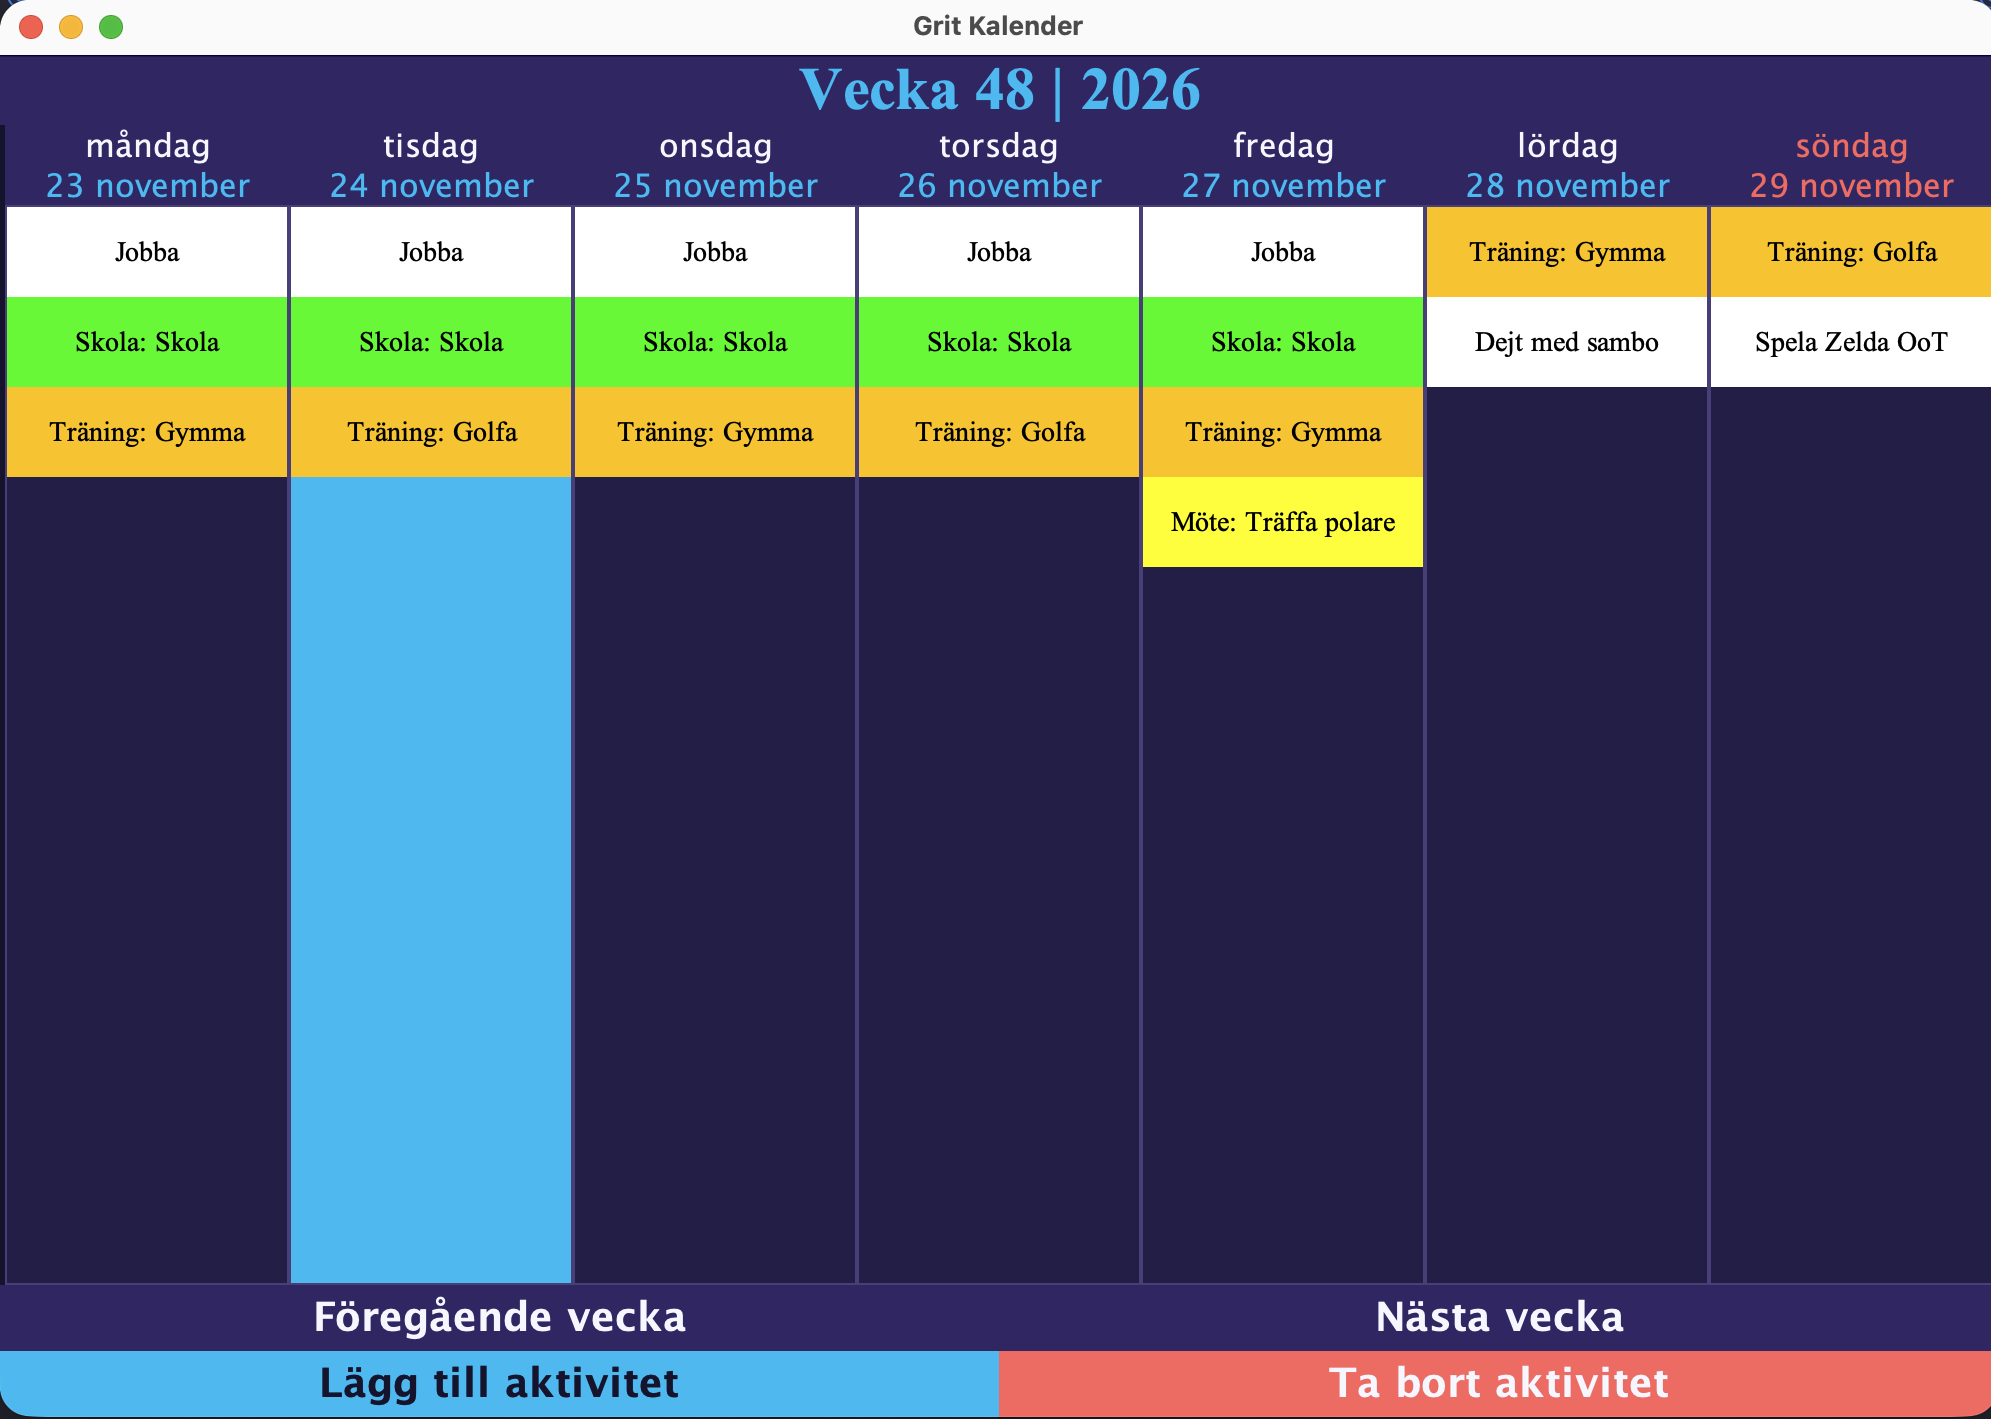 Grit Kalender
Vecka 48 | 2026
måndag
23 november
Jobba
Skola: Skola
Träning: Gymma
tisdag
24 november
Jobba
Skola: Skola
Träning: Golfa
onsdag
25 november
Jobba
Skola: Skola
Träning: Gymma
torsdag
26 november
Jobba
Skola: Skola
Träning: Golfa
fredag
27 november
Jobba
Skola: Skola
Träning: Gymma
Möte: Träffa polare
lördag
28 november
Träning: Gymma
Dejt med sambo
söndag
29 november
Träning: Golfa
Spela Zelda OoT
Föregående vecka
Nästa vecka
Lägg till aktivitet
Ta bort aktivitet